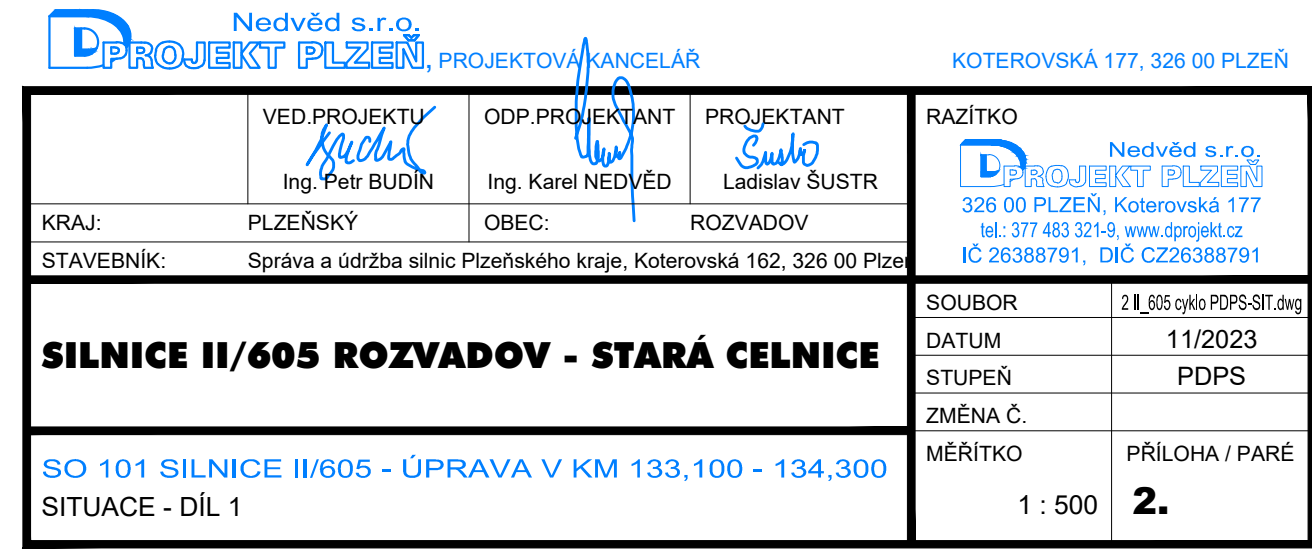 Nedvěd s.r.o.
DPROJEKT PLZEŇ, PROJEKTOVÁ KANCELÁŘ
KOTEROVSKÁ 177, 326 00 PLZEŇ
VED.PROJEKTU ODP.PROJEKTANT PROJEKTANT
Ing. Petr BUDÍN Ing. Karel NEDVĚD Ladislav ŠUSTR
KRAJ: PLZEŇSKÝ OBEC: ROZVADOV
STAVEBNÍK: Správa a údržba silnic Plzeňského kraje, Koterovská 162, 326 00 Plze
RAZÍTKO
Nedvěd s.r.o.
DPROJEKT PLZEŇ
326 00 PLZEŇ, Koterovská 177
tel.: 377 483 321-9, www.dprojekt.cz
IČ 26388791, DIČ CZ26388791
SILNICE II/605 ROZVADOV - STARÁ CELNICE
SOUBOR 2 II_605 cyklo PDPS-SIT.dwg
DATUM 11/2023
STUPEŇ PDPS
ZMĚNA Č.
SO 101 SILNICE II/605 - ÚPRAVA V KM 133,100 - 134,300
SITUACE - DÍL 1
MĚŘÍTKO PŘÍLOHA / PARÉ
1 : 500 2.